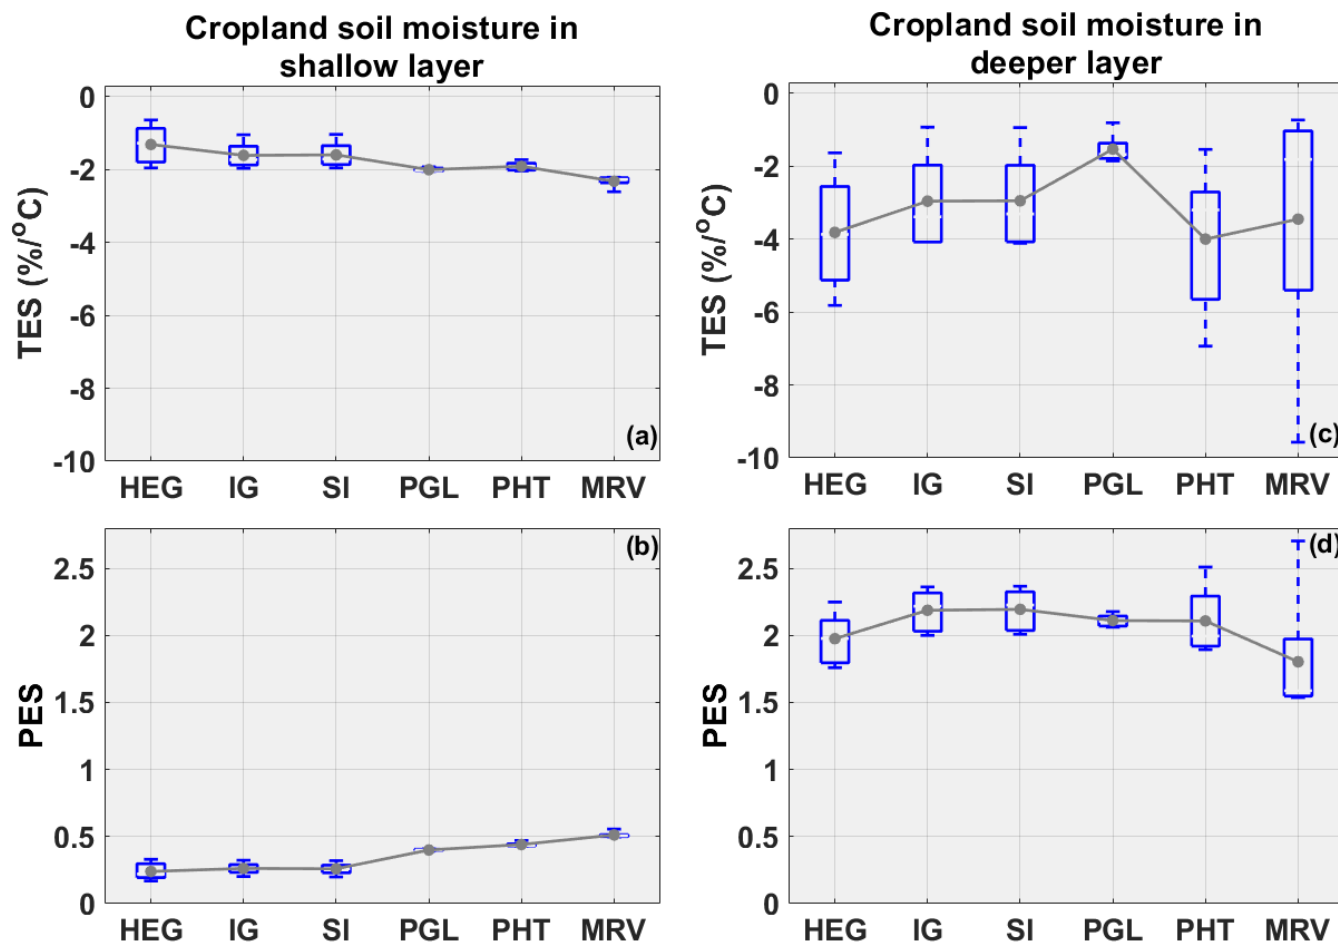 Cropland soil moisture in
shallow layer
0
-2
-4
-6
-8
-10
TES (%/°C)
(a)
HEG IG SI PGL PHT MRV
Cropland soil moisture in
deeper layer
0
-2
-4
-6
-8
-10
TES (%/°C)
(c)
HEG IG SI PGL PHT MRV
(b)
2.5
2
1.5
1
0.5
0
PES
HEG IG SI PGL PHT MRV
(d)
2.5
2
1.5
1
0.5
0
PES
HEG IG SI PGL PHT MRV